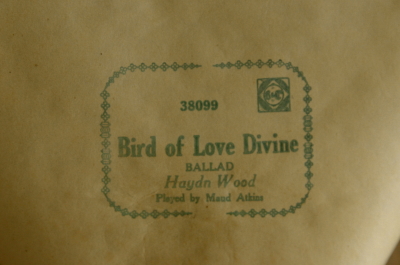 38099
Bird of Love Divine
BALLAD
Haydn Wood
Played by Maud Atkins